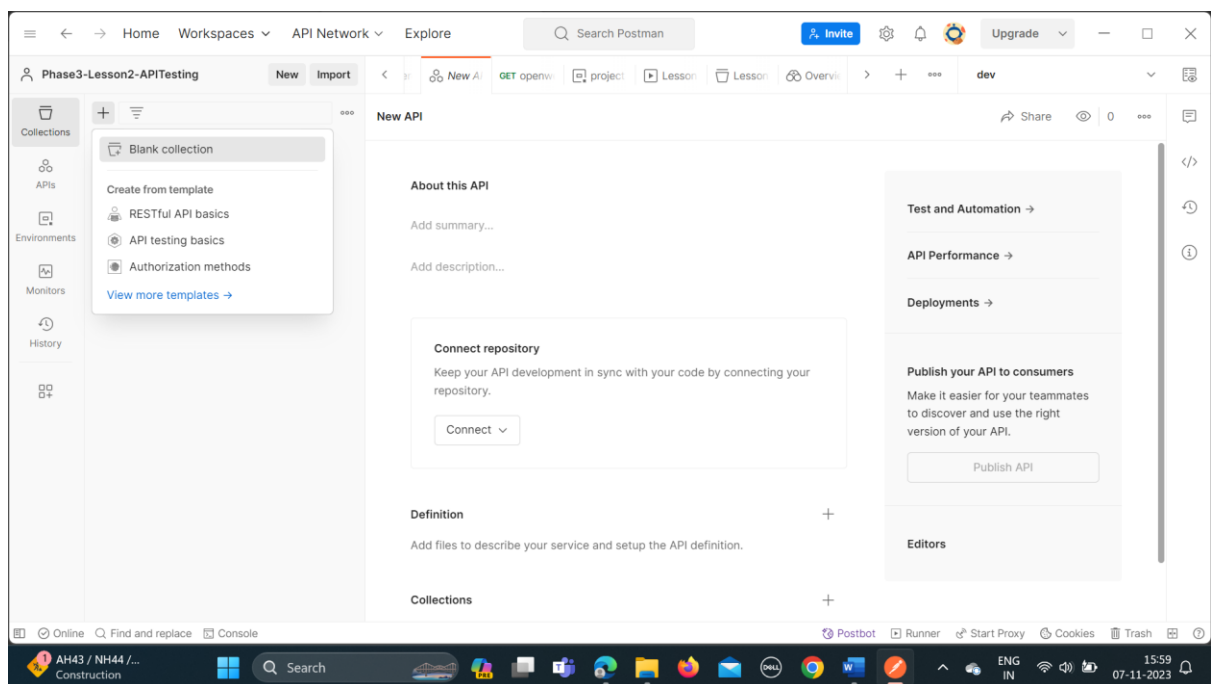 Home Workspaces API Network Explore Search Postman Invite Upgrade
Phase3-Lesson2-APITesting New Import New A GET openw project Lesson Lesson Overvie dev
Collections
APIs
Environments
Monitors
History
Blank collection
Create from template
RESTful API basics
API testing basics
Authorization methods
View more templates →
New API Share 0
About this API
Add summary...
Add description...
Connect repository
Keep your API development in sync with your code by connecting your
repository.
Connect
Definition
Add files to describe your service and setup the API definition.
Collections
Test and Automation →
API Performance →
Deployments →
Publish your API to consumers
Make it easier for your teammates
to discover and use the right
version of your API.
Publish API
Editors
Online Find and replace Console Postbot Runner Start Proxy Cookies Trash
1 AH43 / NH44 /...
Construction
Search
PRE
DELL
W
ENG
IN
15:59
07-11-2023